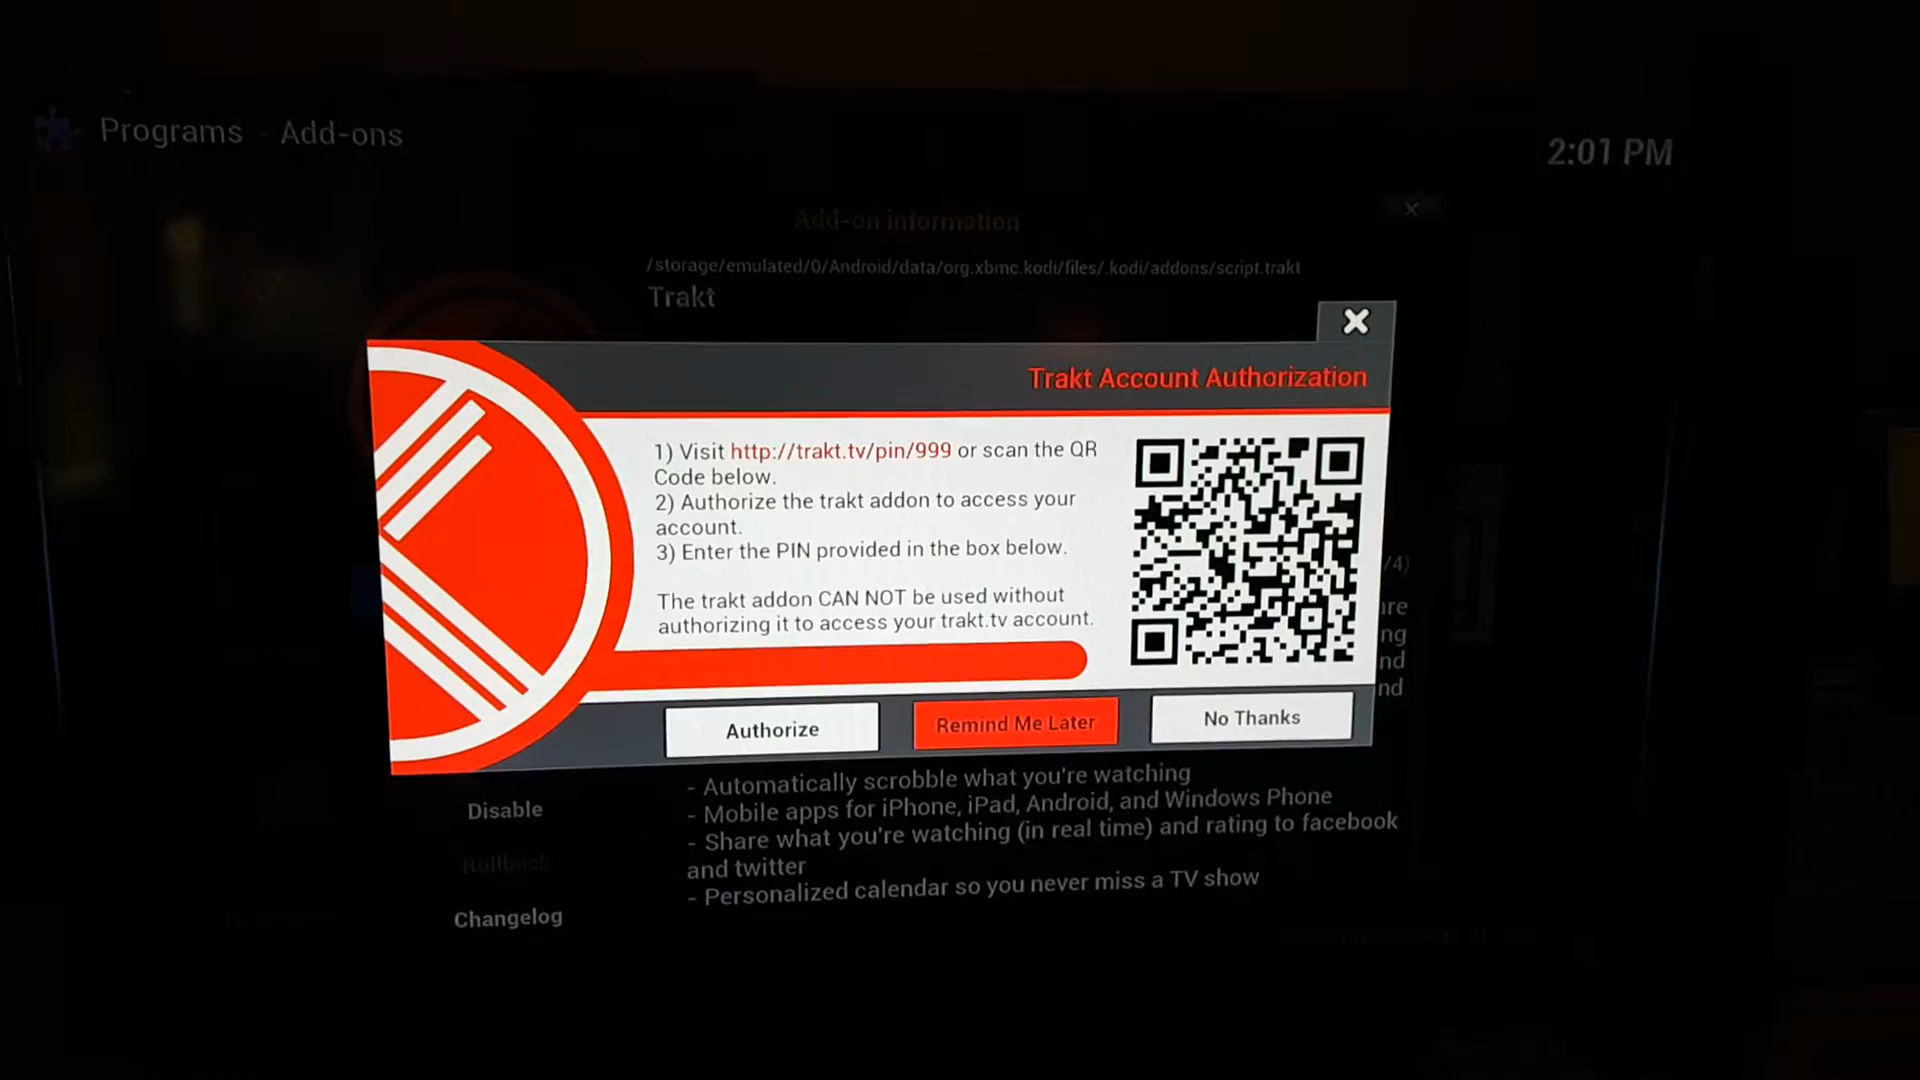 Programs - Add-ons
2:01 PM
Add-on information
/storage/emulated/0/Android/data/org.xbmc.kodi/files/.kodi/addons/script.trakt
Trakt
Trakt Account Authorization
1) Visit http://trakt.tv/pin/999 or scan the QR
Code below.
2) Authorize the trakt addon to access your
account.
3) Enter the PIN provided in the box below.
The trakt addon CAN NOT be used without
authorizing it to access your trakt.tv account.
/4)
are
ng
nd
nd
Authorize
Remind Me Later
No Thanks
- Automatically scrobble what you're watching
- Mobile apps for iPhone, iPad, Android, and Windows Phone
- Share what you're watching (in real time) and rating to facebook
and twitter
- Personalized calendar so you never miss a TV show
Disable
Rollback
Changelog